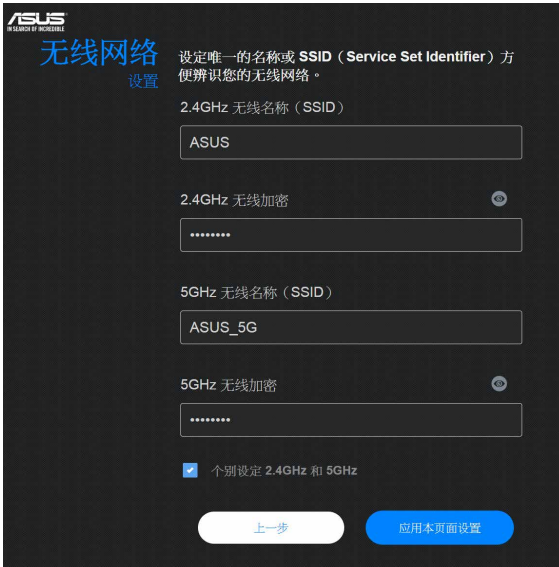 ASUS
IN SEARCH OF INCREDIBLE
无线网络
设置
设定唯一的名称或 SSID（Service Set Identifier）方
便辨识您的无线网络。
2.4GHz 无线名称（SSID）
ASUS
2.4GHz 无线加密
••••••••
5GHz 无线名称（SSID）
ASUS_5G
5GHz 无线加密
••••••••
个别设定 2.4GHz 和 5GHz
上一步
应用本页面设置